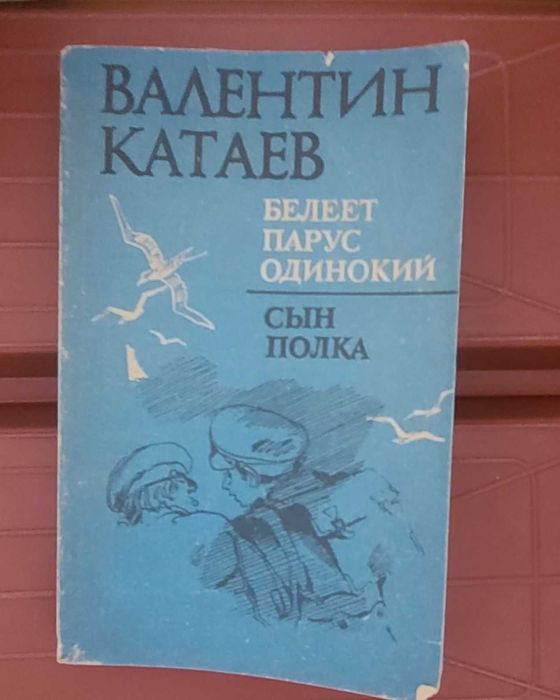 ВАЛЕНТИН
КАТАЕВ
БЕЛЕЕТ
ПАРУС
ОДИНОКИЙ
СЫН
ПОЛКА